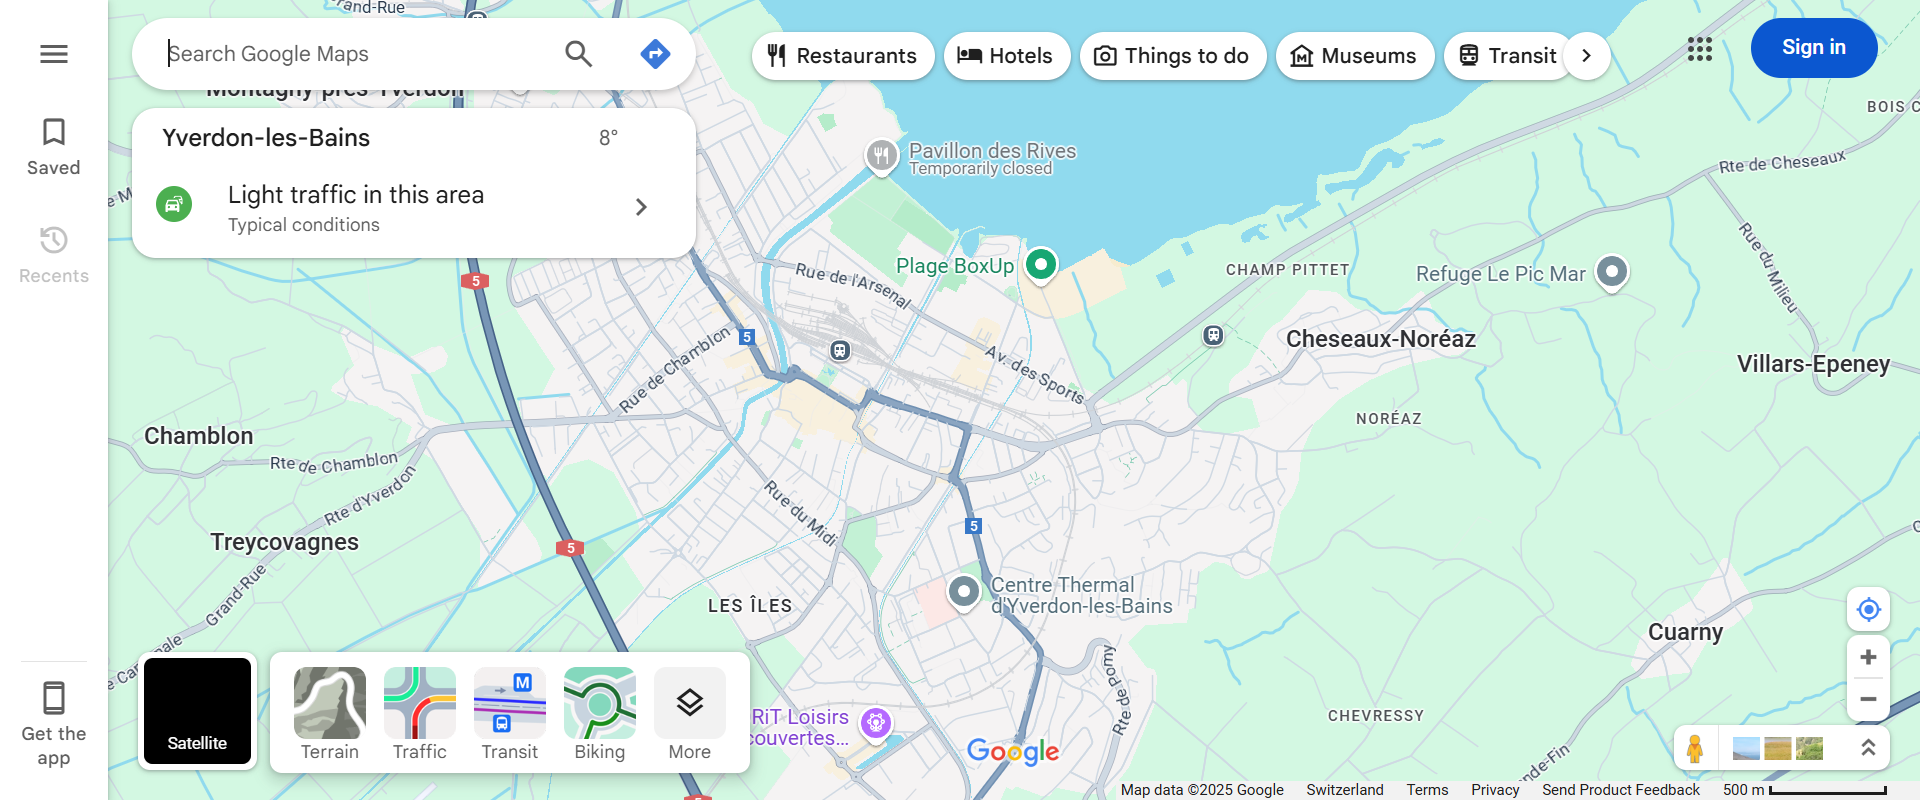 Grand-Rue
Search Google Maps
Restaurants
Hotels
Things to do
Museums
Transit
Sign in
Montagny-près-Yverdon
BOIS C
Saved
Yverdon-les-Bains
8°
Light traffic in this area
Typical conditions
Pavillon des Rives
Temporarily closed
Rte de Cheseaux
Recents
Plage BoxUp
Rue de l'Arsenal
CHAMP PITTET
Refuge Le Pic Mar
Rue du Milieu
5
5
Cheseaux-Noréaz
Villars-Epeney
Rue de Chamblon
Av. des Sports
NORÉAZ
Chamblon
Rte de Chamblon
Rte d'Yverdon
Rue du Midi
Treycovagnes
5
5
Grand-Rue
LES ÎLES
Centre Thermal
d'Yverdon-les-Bains
Cuarny
Rte de Pomy
Satellite
Terrain
Traffic
M
Transit
Biking
More
RiT Loisirs
couvertes...
CHEVRESSY
Get the
app
Google
Map data ©2025 Google
Switzerland
Terms
Privacy
Send Product Feedback
500 m